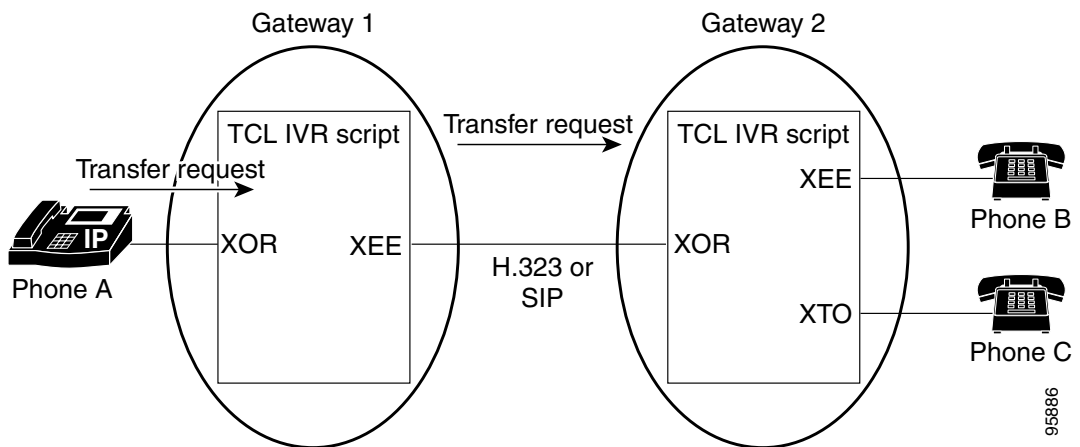 Gateway 1
Gateway 2
TCL IVR script
Transfer request
TCL IVR script
Transfer request
XEE
Phone B
IP
XOR
XEE
XOR
H.323 or
SIP
Phone A
XTO
Phone C
95886